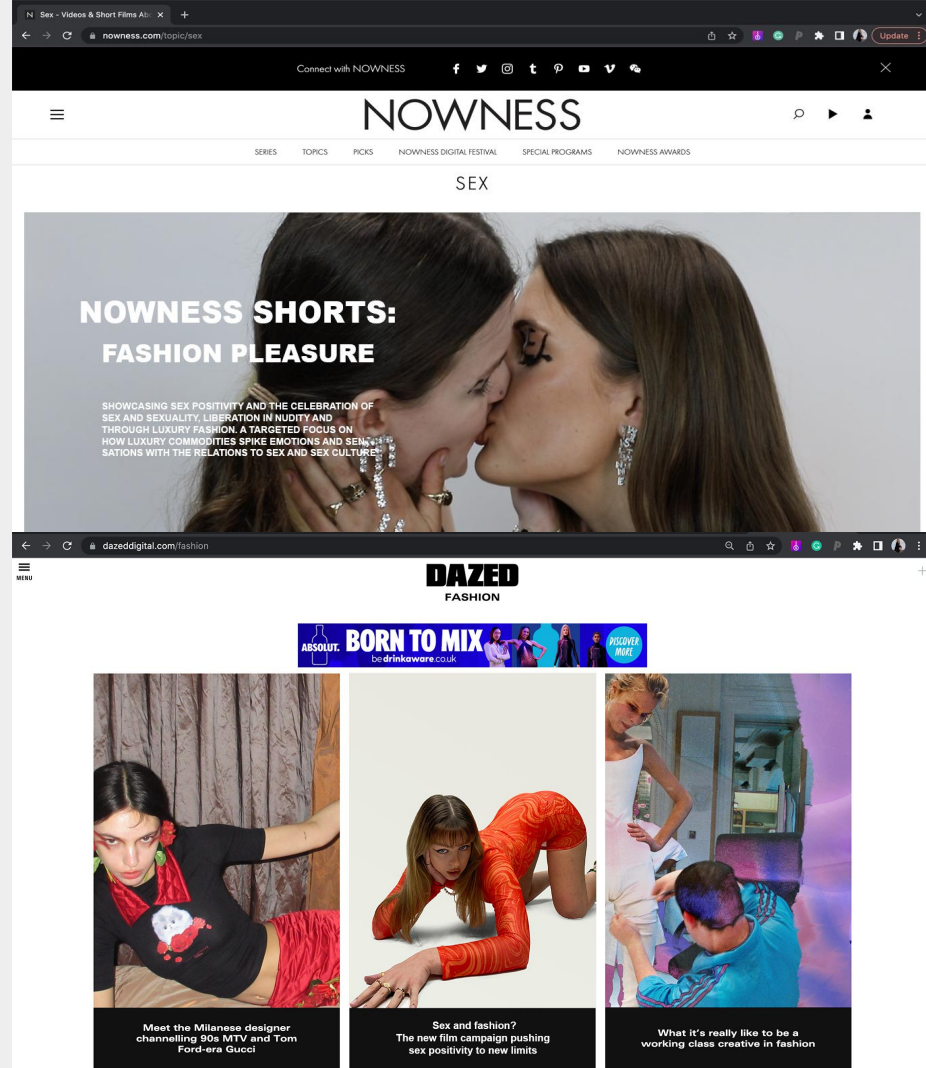 Sex - Videos & Short Films Abo
nowness.com/topic/sex
Update
Connect with NOWNESS
NOWNESS
SERIES
TOPICS
PICKS
NOWNESS DIGITAL FESTIVAL
SPECIAL PROGRAMS
NOWNESS AWARDS
SEX
NOWNESS SHORTS:
FASHION PLEASURE
SHOWCASING SEX POSITIVITY AND THE CELEBRATION OF
SEX AND SEXUALITY, LIBERATION IN NUDITY AND
THROUGH LUXURY FASHION. A TARGETED FOCUS ON
HOW LUXURY COMMODITIES SPIKE EMOTIONS AND SEN-
SATIONS WITH THE RELATIONS TO SEX AND SEX CULTURE
dazeddigital.com/fashion
MENU
DAZED
FASHION
ABSOLUT.
BORN TO MIX
bedrinkaware.co.uk
DISCOVER
MORE
Meet the Milanese designer
channelling 90s MTV and Tom
Ford-era Gucci
Sex and fashion?
The new film campaign pushing
sex positivity to new limits
What it's really like to be a
working class creative in fashion